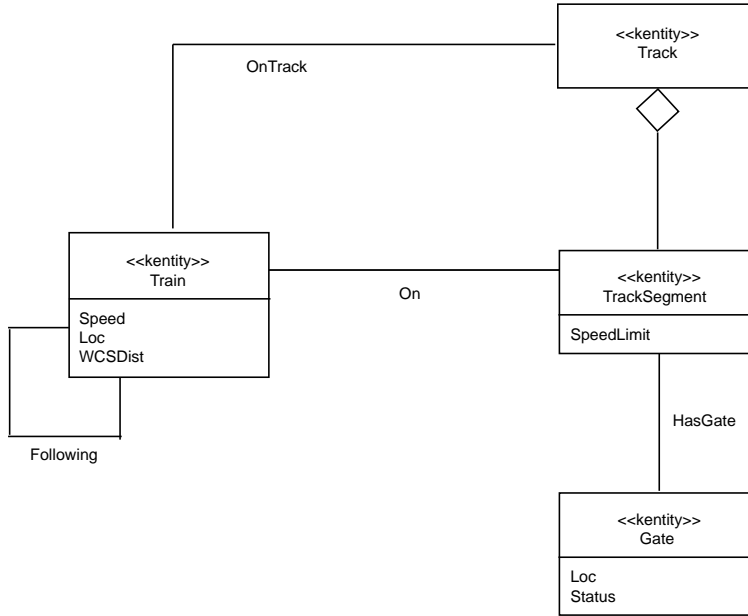 <<kentity>>
Track
OnTrack
<<kentity>>
Train
Speed
Loc
WCSDist
On
<<kentity>>
TrackSegment
SpeedLimit
Following
HasGate
<<kentity>>
Gate
Loc
Status